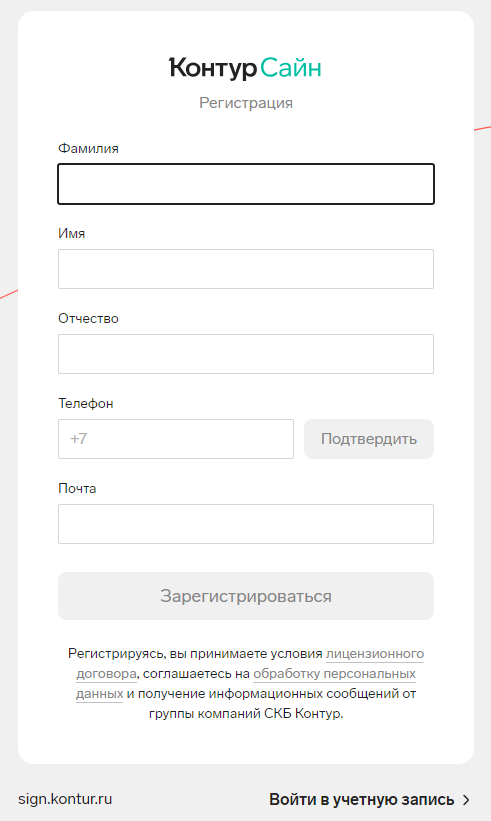 Контур Сайн
Регистрация
Фамилия
Имя
Отчество
Телефон
+7 Подтвердить
Почта
Зарегистрироваться
Регистрируясь, вы принимаете условия лицензионного
договора, соглашаетесь на обработку персональных
данных и получение информационных сообщений от
группы компаний СКБ Контур.
sign.kontur.ru Войти в учетную запись